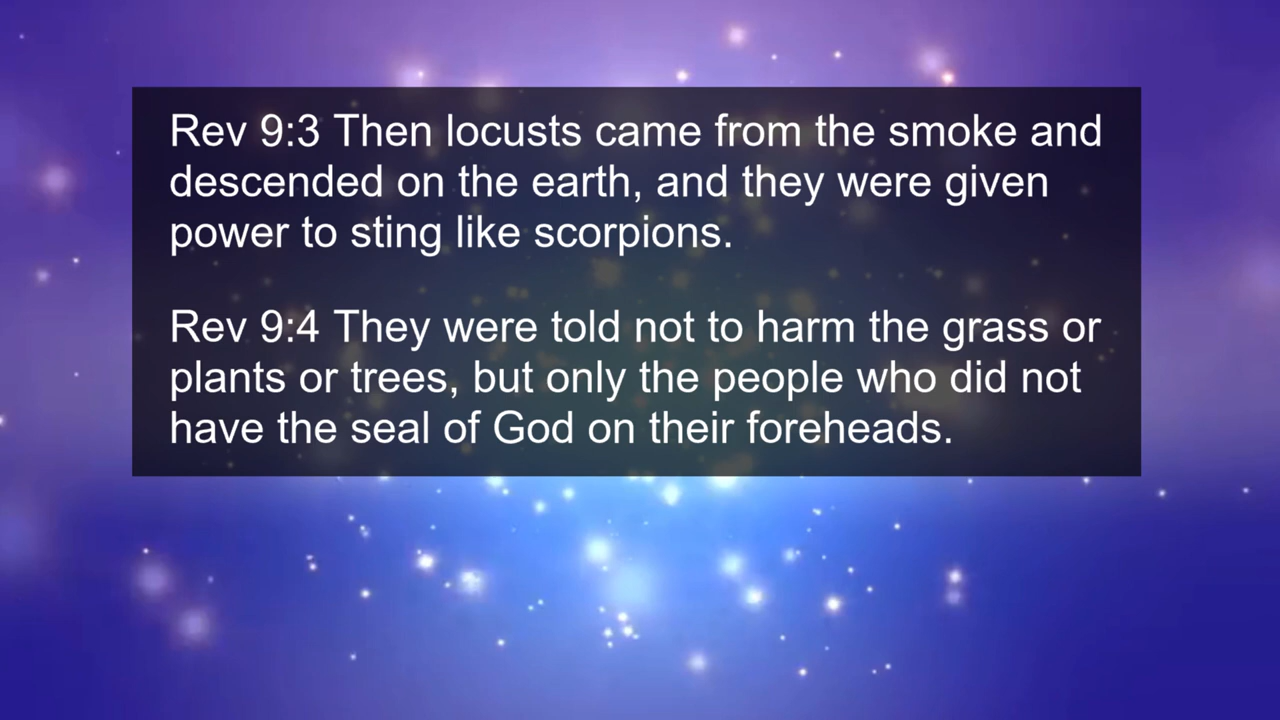 Rev 9:3 Then locusts came from the smoke and
descended on the earth, and they were given
power to sting like scorpions.
Rev 9:4 They were told not to harm the grass or
plants or trees, but only the people who did not
have the seal of God on their foreheads.